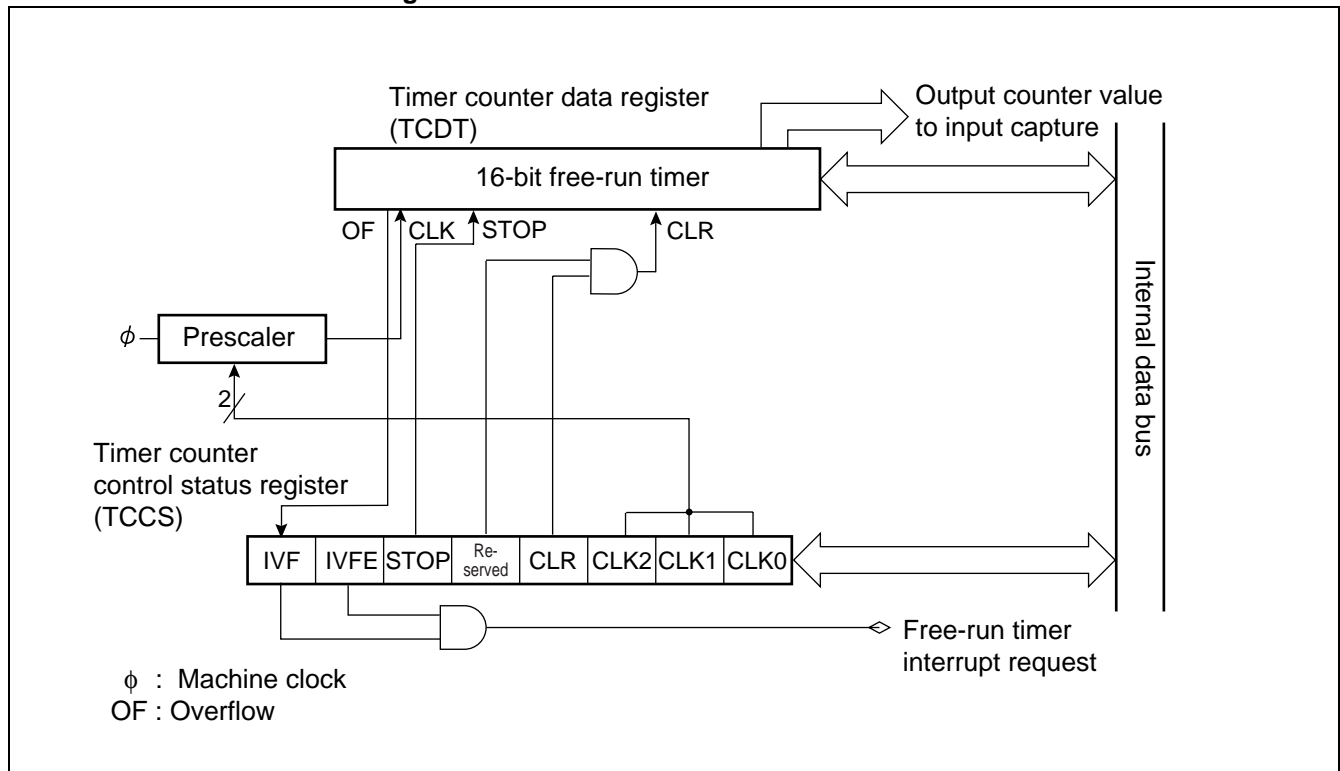 Timer counter data register
(TCDT)
Output counter value
to input capture
16-bit free-run timer
OF
CLK
STOP
CLR
Internal data bus
ϕ
Prescaler
2
Timer counter
control status register
(TCCS)
IVF
IVFE
STOP
Re-
served
CLR
CLK2
CLK1
CLK0
Free-run timer
interrupt request
ϕ : Machine clock
OF : Overflow